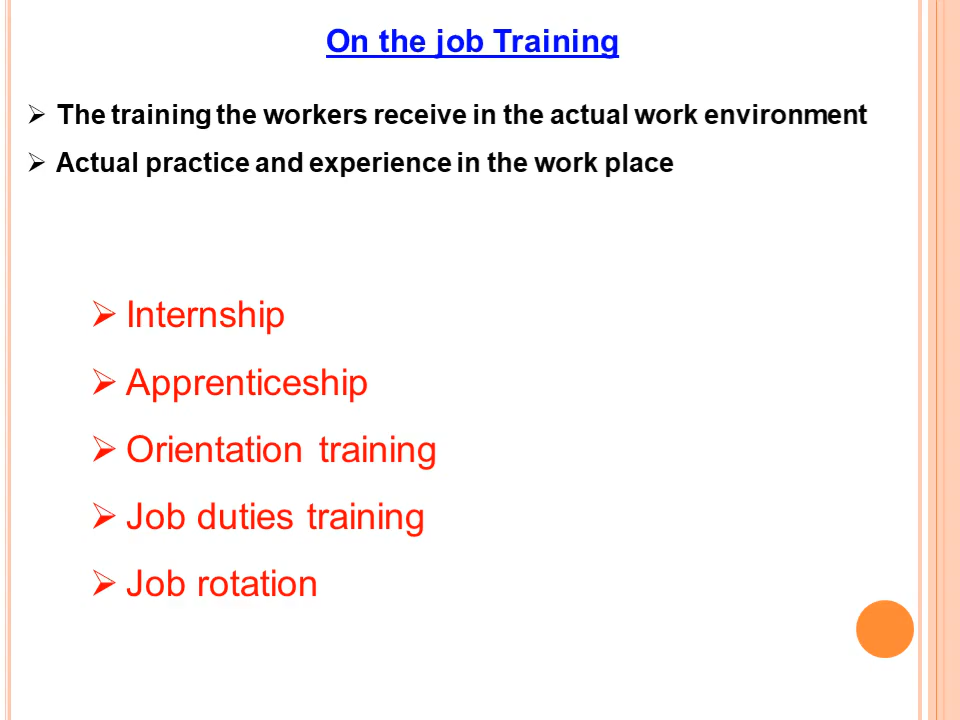 On the job Training
➢ The training the workers receive in the actual work environment
➢ Actual practice and experience in the work place
➢ Internship
➢ Apprenticeship
➢ Orientation training
➢ Job duties training
➢ Job rotation